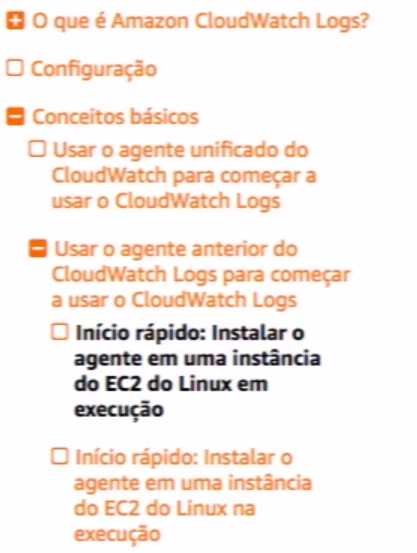 O que é Amazon CloudWatch Logs?
Configuração
Conceitos básicos
Usar o agente unificado do
CloudWatch para começar a
usar o CloudWatch Logs
Usar o agente anterior do
CloudWatch Logs para começar
a usar o CloudWatch Logs
Início rápido: Instalar o
agente em uma instância
do EC2 do Linux em
execução
Início rápido: Instalar o
agente em uma instância
do EC2 do Linux na
execução